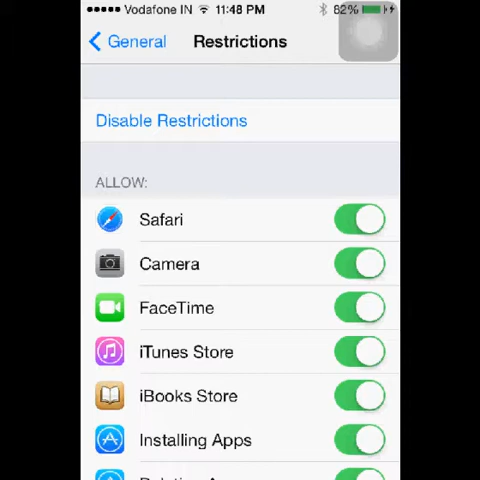 Vodafone IN 11:48 PM 82%
General Restrictions
Disable Restrictions
ALLOW:
Safari
Camera
FaceTime
iTunes Store
iBooks Store
Installing Apps